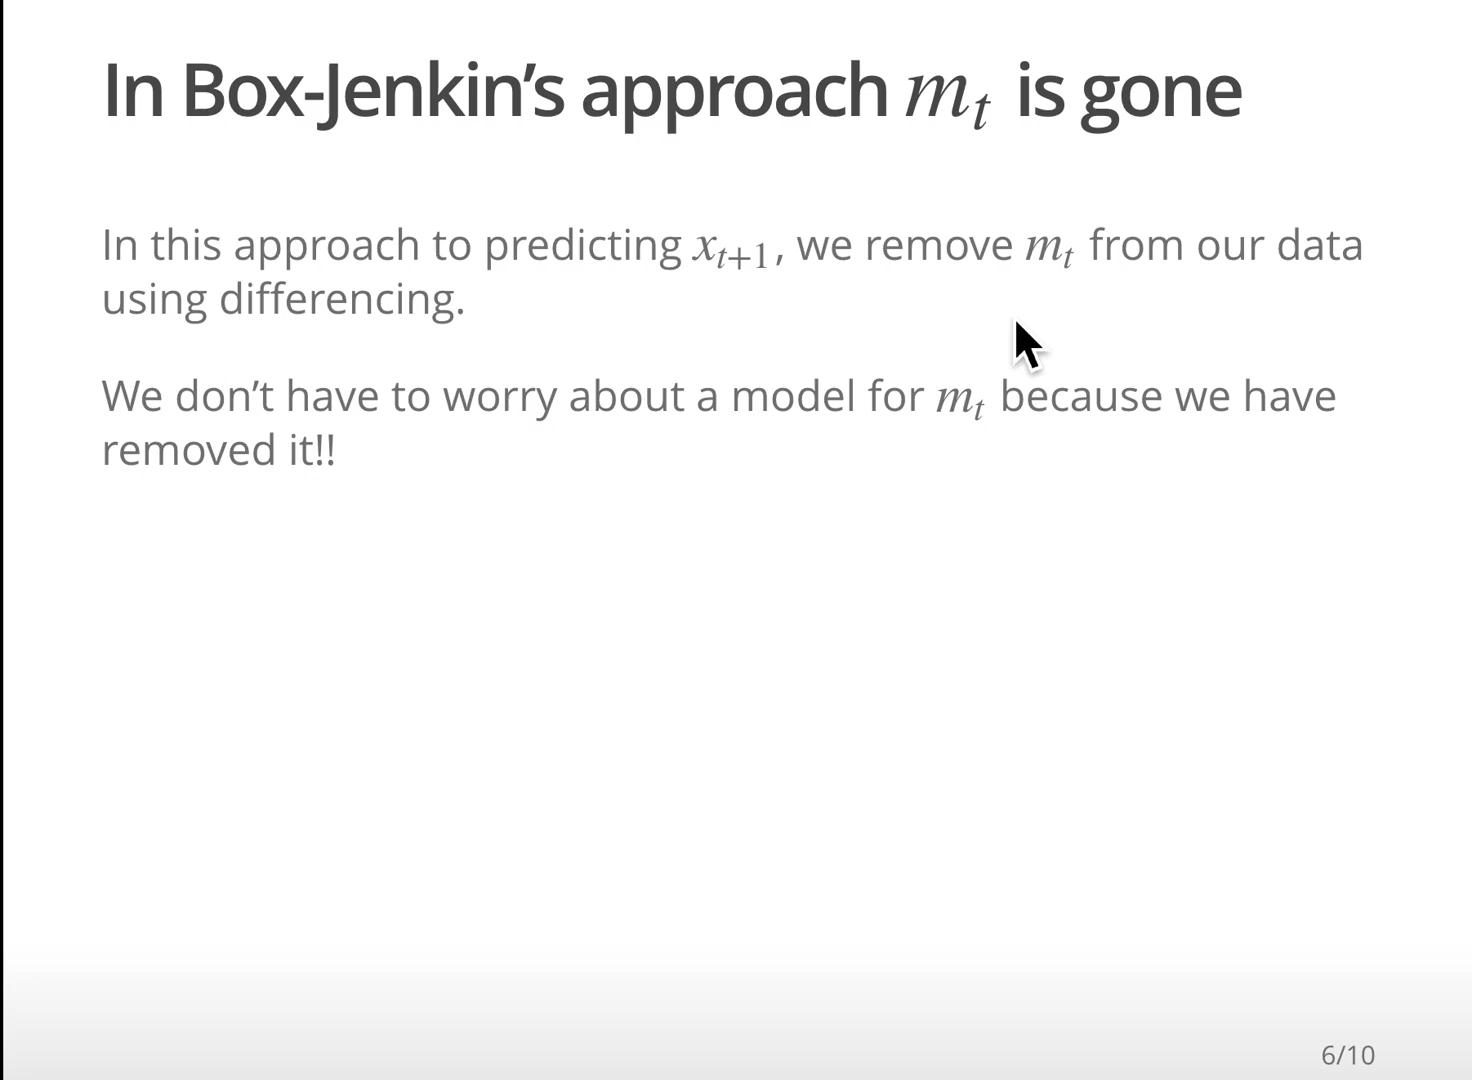 In Box-Jenkin’s approach $m_t$ is gone
In this approach to predicting $x_{t+1}$, we remove $m_t$ from our data
using differencing.
We don’t have to worry about a model for $m_t$ because we have
removed it!!
6/10